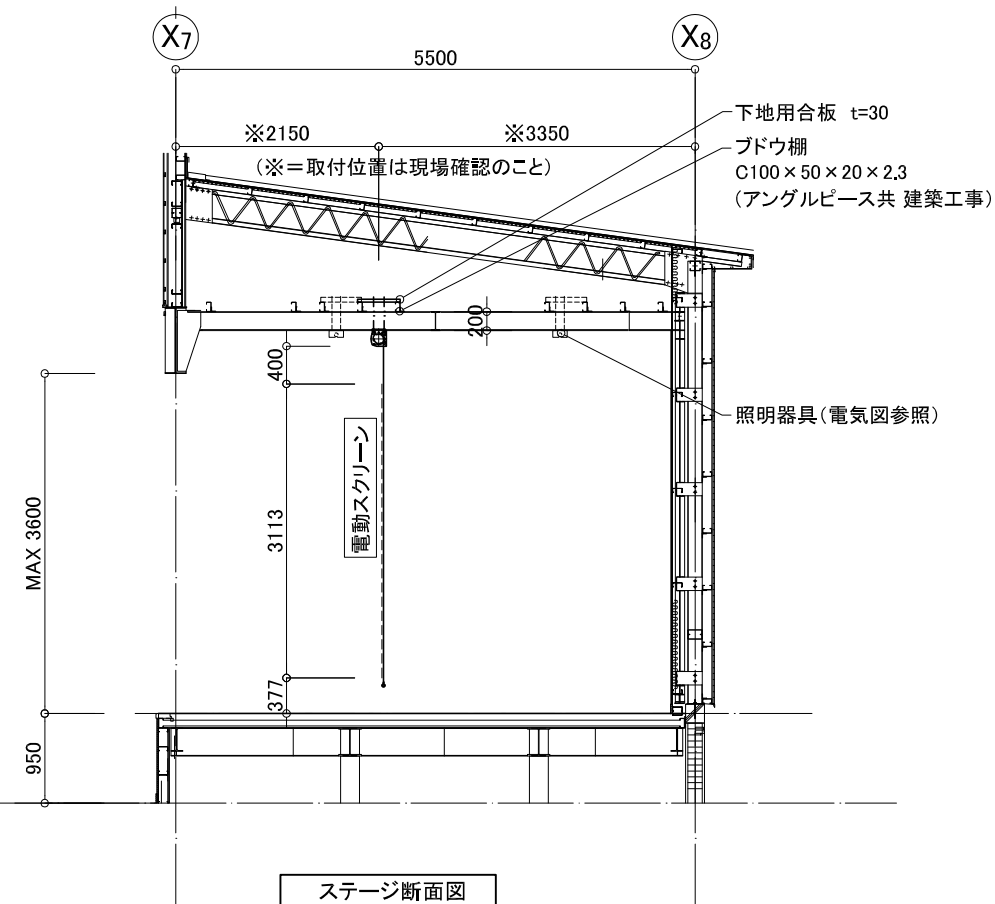 X7
X8
5500
※2150
※3350
(※=取付位置は現場確認のこと)
下地用合板 t=30
ブドウ棚
C100×50×20×2.3
(アングルピース共 建築工事)
200
400
照明器具(電気図参照)
電動スクリーン
MAX 3600
3113
377
950
ステージ断面図